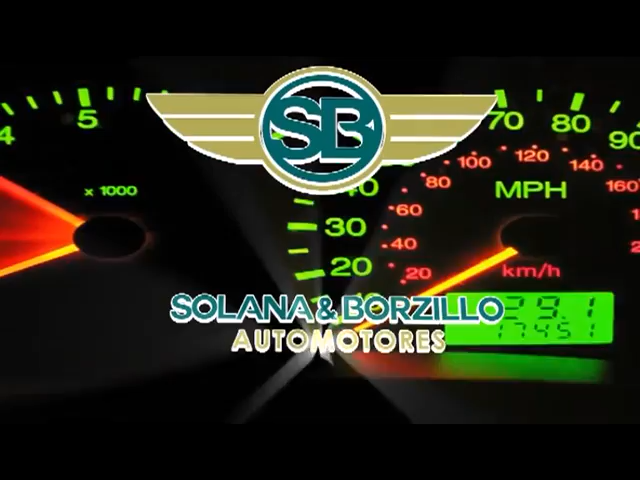 SB
4 5 70 80 90
100 120 140 160
x 1000
80 MPH
40 60
30 40
20 20 km/h
SOLANA & BORZILLO
29.1
AUTOMOTORES
17451